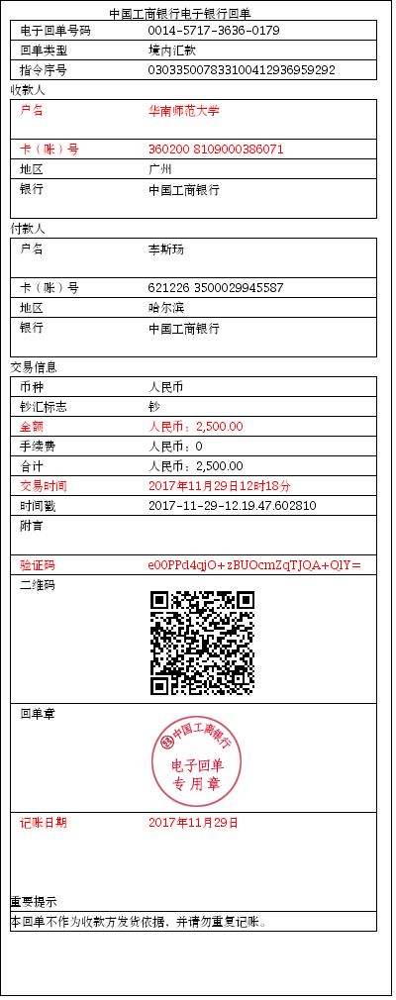 中国工商银行电子银行回单
电子回单号码 0014-5717-3636-0179
回单类型 境内汇款
指令序号 030335007833100412936959292
收款人
户名 华南师范大学
卡（账）号 360200 8109000386071
地区 广州
银行 中国工商银行
付款人
户名 李斯玚
卡（账）号 621226 3500029945587
地区 哈尔滨
银行 中国工商银行
交易信息
币种 人民币
钞汇标志 钞
金额 人民币：2,500.00
手续费 人民币：0
合计 人民币：2,500.00
交易时间 2017年11月29日12时18分
时间戳 2017-11-29-12.19.47.602810
附言
验证码 e00PPd4qjO+zBUOcmZqTJQA+QlY=
二维码
回单章
中国工商银行
电子回单
专用章
记账日期 2017年11月29日
重要提示
本回单不作为收款方发货依据，并请勿重复记账。